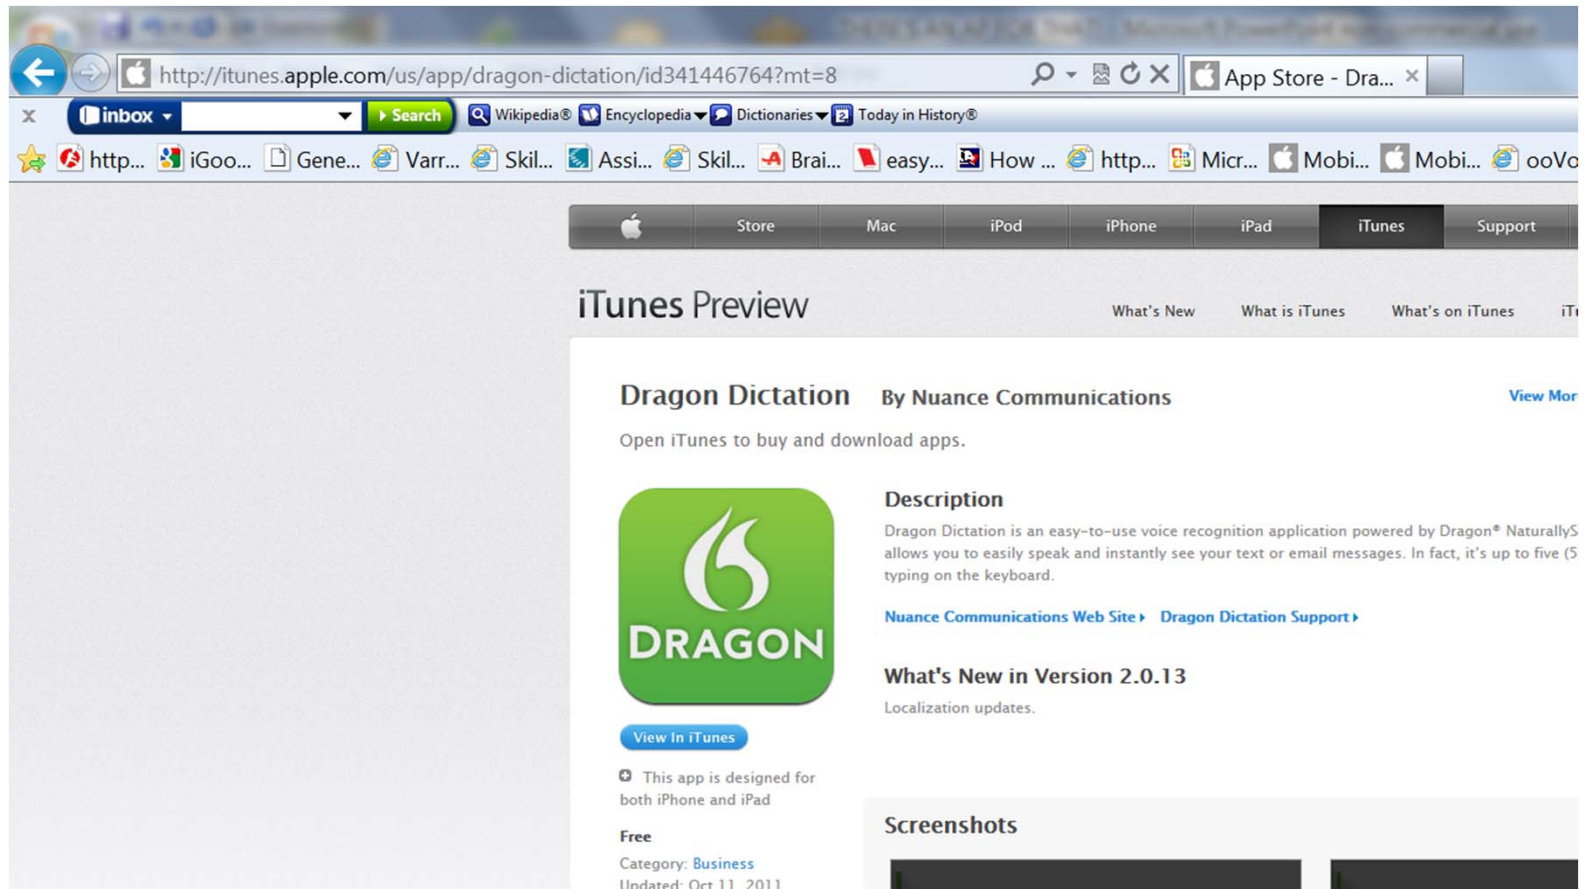 http://itunes.apple.com/us/app/dragon-dictation/id341446764?mt=8
App Store - Dra... ×
x inbox Search Wikipedia® Encyclopedia Dictionaries Today in History®
http... iGoo... Gene... Varr... Skil... Assi... Skil... Brai... easy... How ... http... Micr... Mobi... Mobi... ooVo
Store Mac iPod iPhone iPad iTunes Support
iTunes Preview
What's New What is iTunes What's on iTunes
Dragon Dictation By Nuance Communications
View Mor
Open iTunes to buy and download apps.
Description
Dragon Dictation is an easy-to-use voice recognition application powered by Dragon® NaturallyS
allows you to easily speak and instantly see your text or email messages. In fact, it's up to five (5
typing on the keyboard.
Nuance Communications Web Site Dragon Dictation Support
DRAGON
What's New in Version 2.0.13
Localization updates.
View In iTunes
This app is designed for
both iPhone and iPad
Free
Category: Business
Updated: Oct 11, 2011
Screenshots